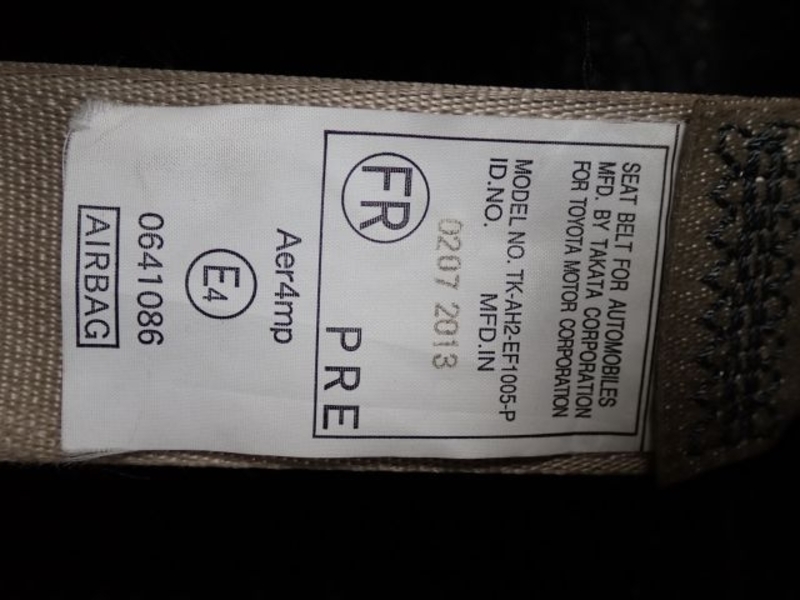 SEAT BELT FOR AUTOMOBILES
MFD. BY TAKATA CORPORATION
FOR TOYOTA MOTOR CORPORATION
MODEL NO. TK-AH2-EF1005-P
ID.NO. MFD.IN
0207 2013
FR PRE
Aer4mp
E4
0641086
AIRBAG